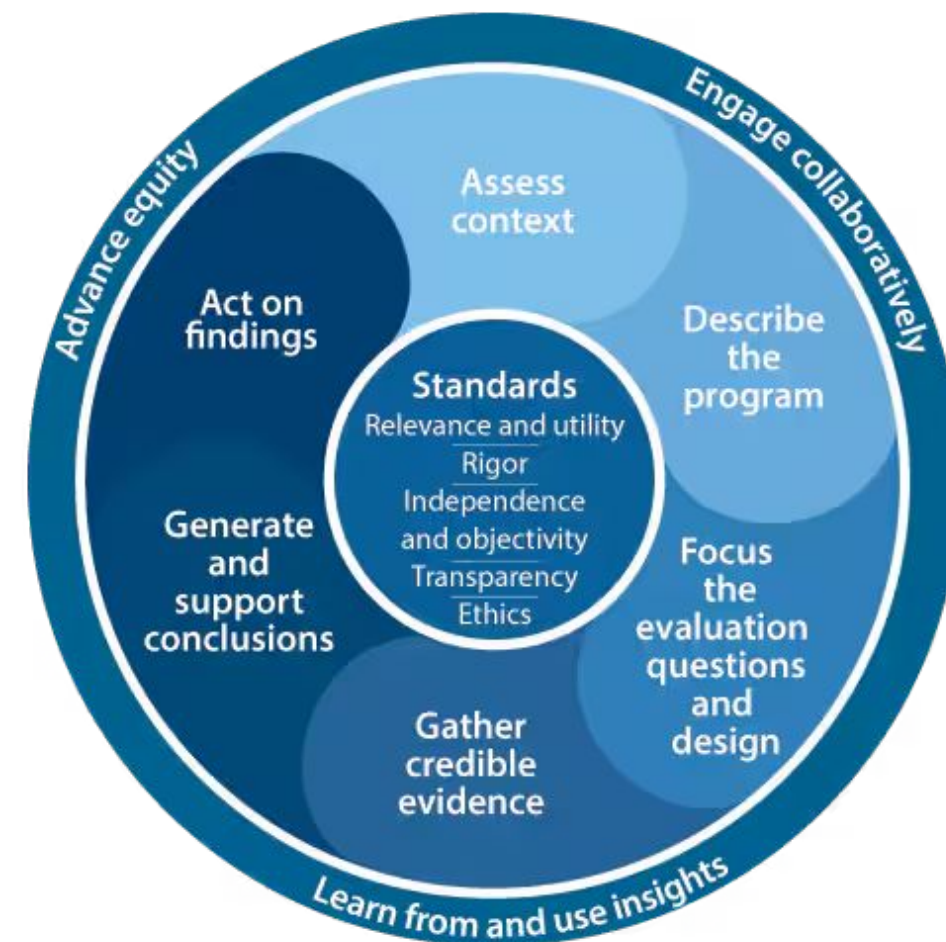 Advance equity
Engage collaboratively
Assess
context
Describe
the
program
Focus
the
evaluation
questions
and
design
Gather
credible
evidence
Generate
and
support
conclusions
Act on
findings
Standards
Relevance and utility
Rigor
Independence
and objectivity
Transparency
Ethics
Learn from and use insights